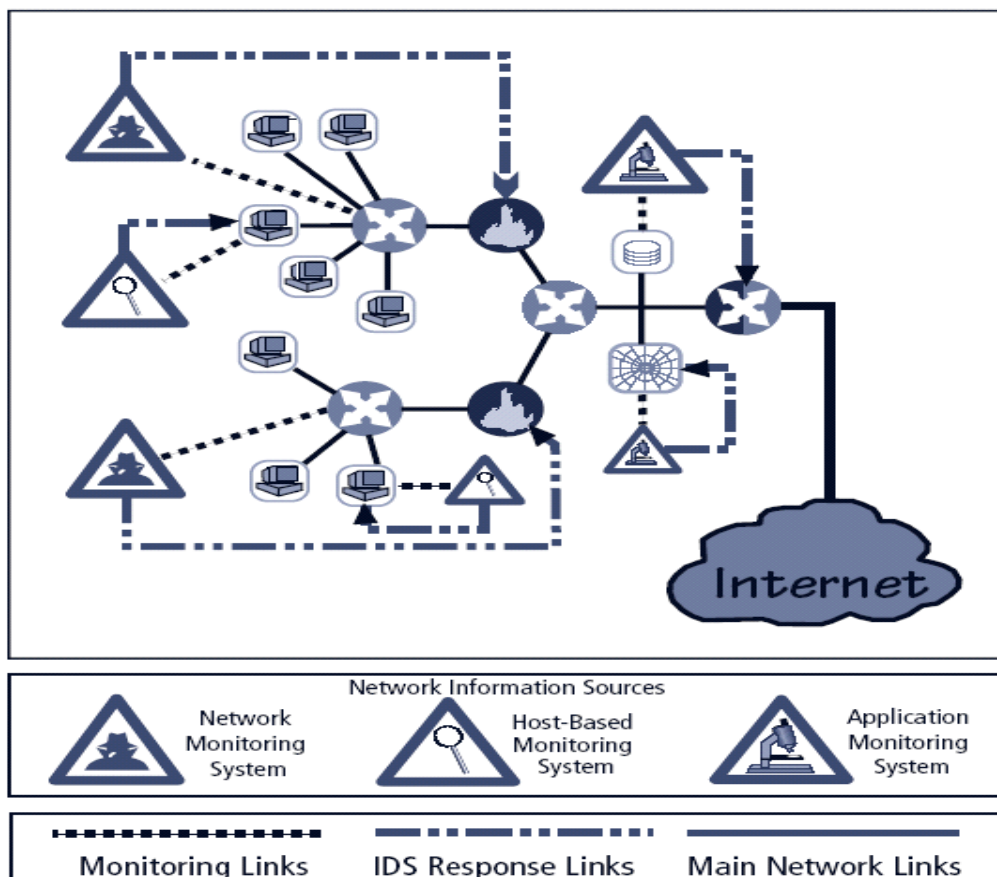 Internet
Network Information Sources
Network
Monitoring
System
Host-Based
Monitoring
System
Application
Monitoring
System
Monitoring Links
IDS Response Links
Main Network Links